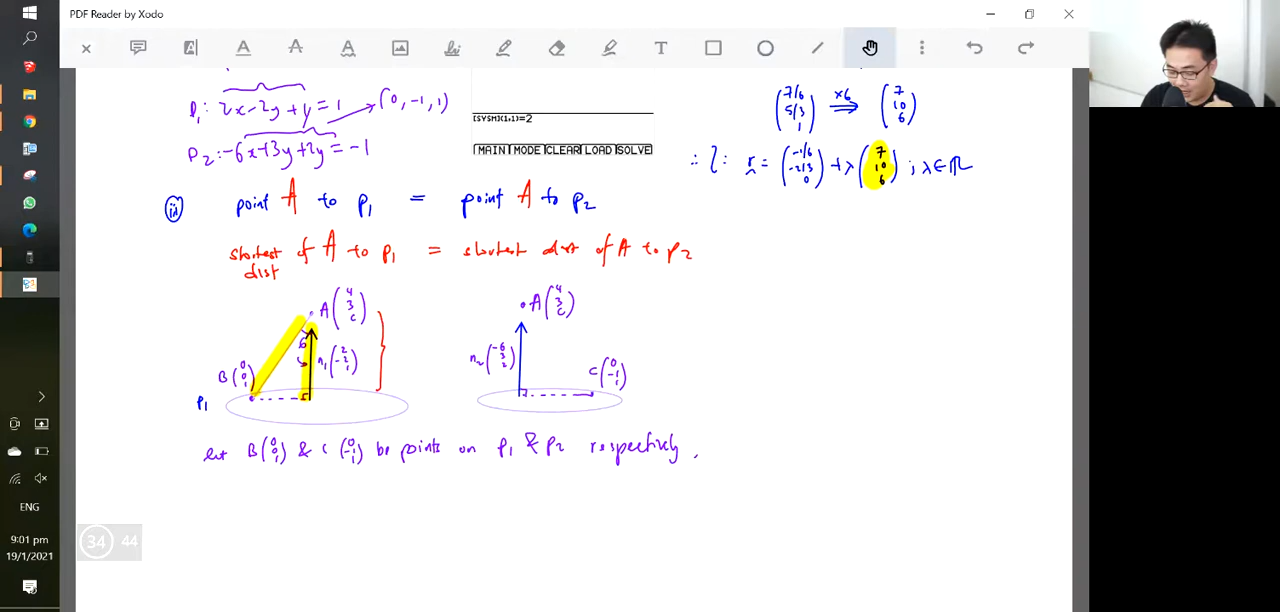 PDF Reader by Xodo
P₁: 2x-2y+y=1 → (0, -1, 1)
P₂: -6x+3y+2y=-1
[SYSMX(1,1)=2
MAIN MODE CLEAR LOAD SOLVE
(7/6 5/3 1) ×6 ⟹ (7 10 6)
∴ l: r = (-1/6 -2/3 0) + λ (7 10 6) ; λ∈ℝ
(ii) point A to p₁ = point A to p₂
shortest dist of A to p₁ = shortest dist of A to p₂
A (4 3 c)
n₁ (2 -2 1)
B (0 0 1)
P₁
A (4 3 c)
n₂ (-6 3 2)
C (0 -1 1)
let B (0 0 1) & C (0 -1 1) be points on p₁ & p₂ respectively,
ENG
9:01 pm
19/1/2021
34 44